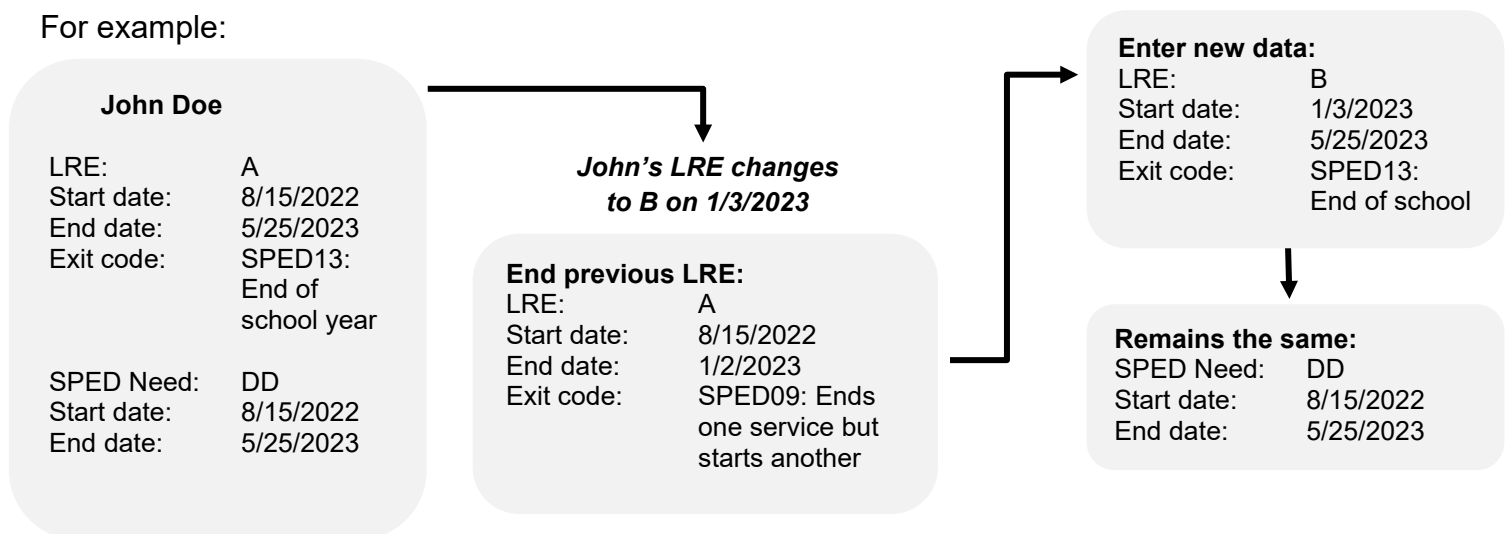 For example:
John Doe
LRE: A
Start date: 8/15/2022
End date: 5/25/2023
Exit code: SPED13:
End of
school year
SPED Need: DD
Start date: 8/15/2022
End date: 5/25/2023
John’s LRE changes
to B on 1/3/2023
End previous LRE:
LRE: A
Start date: 8/15/2022
End date: 1/2/2023
Exit code: SPED09: Ends
one service but
starts another
Enter new data:
LRE: B
Start date: 1/3/2023
End date: 5/25/2023
Exit code: SPED13:
End of school
Remains the same:
SPED Need: DD
Start date: 8/15/2022
End date: 5/25/2023